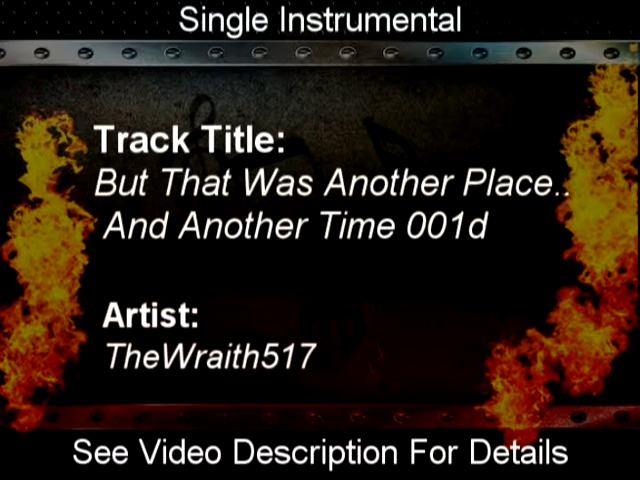 Single Instrumental
Track Title:
But That Was Another Place..
And Another Time 001d
Artist:
TheWraith517
See Video Description For Details